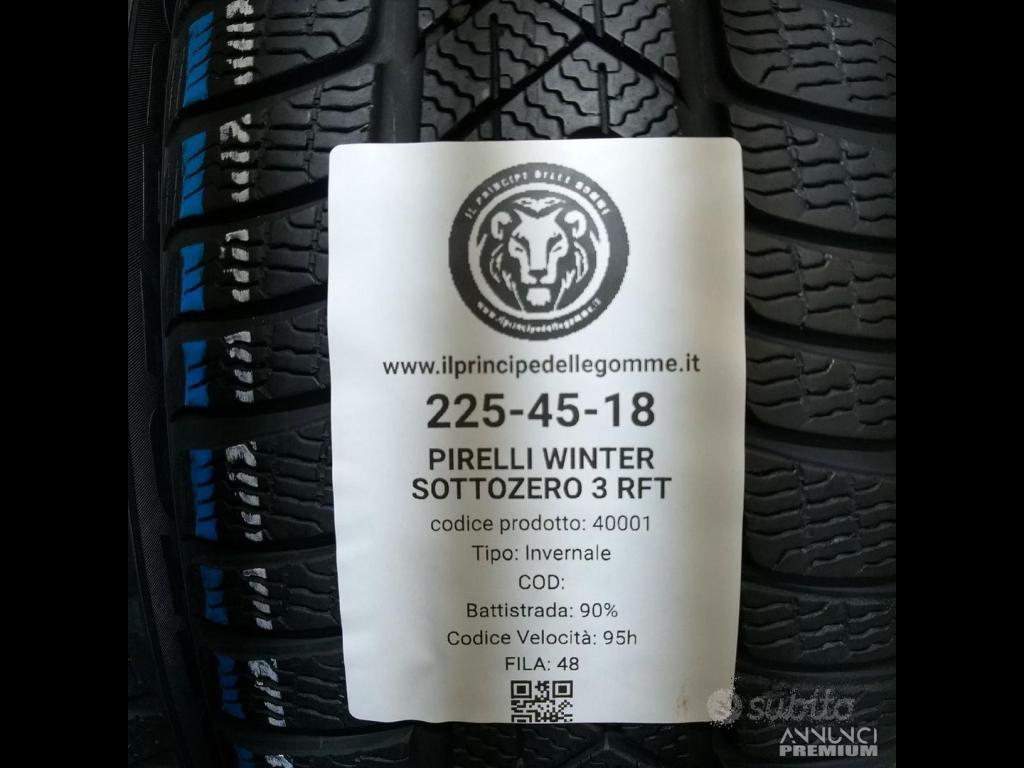 IL PRINCIPE DELLE GOMME
www.ilprincipedellegomme.it
www.ilprincipedellegomme.it
225-45-18
PIRELLI WINTER
SOTTOZERO 3 RFT
codice prodotto: 40001
Tipo: Invernale
COD:
Battistrada: 90%
Codice Velocità: 95h
FILA: 48
subito
ANNUNCI
PREMIUM